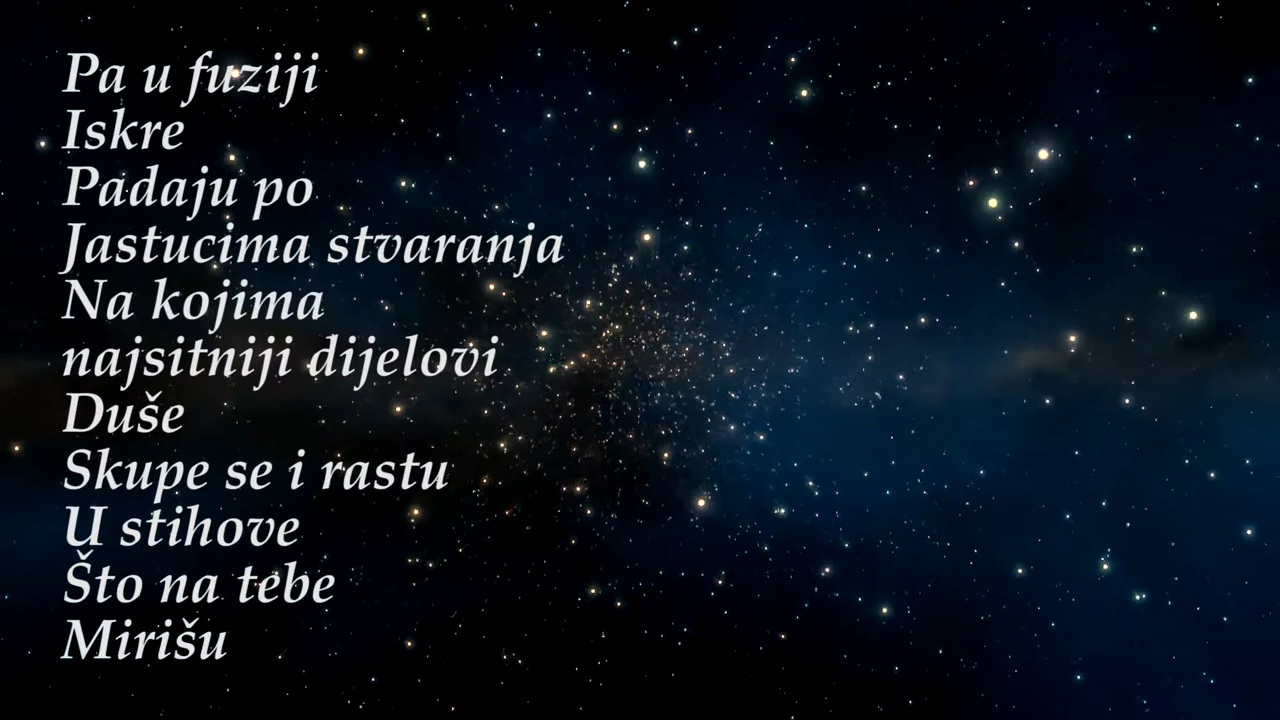 Pa u fuziji
Iskre
Padaju po
Jastucima stvaranja
Na kojima
najsitniji dijelovi
Duše
Skupe se i rastu
U stihove
Što na tebe
Mirišu